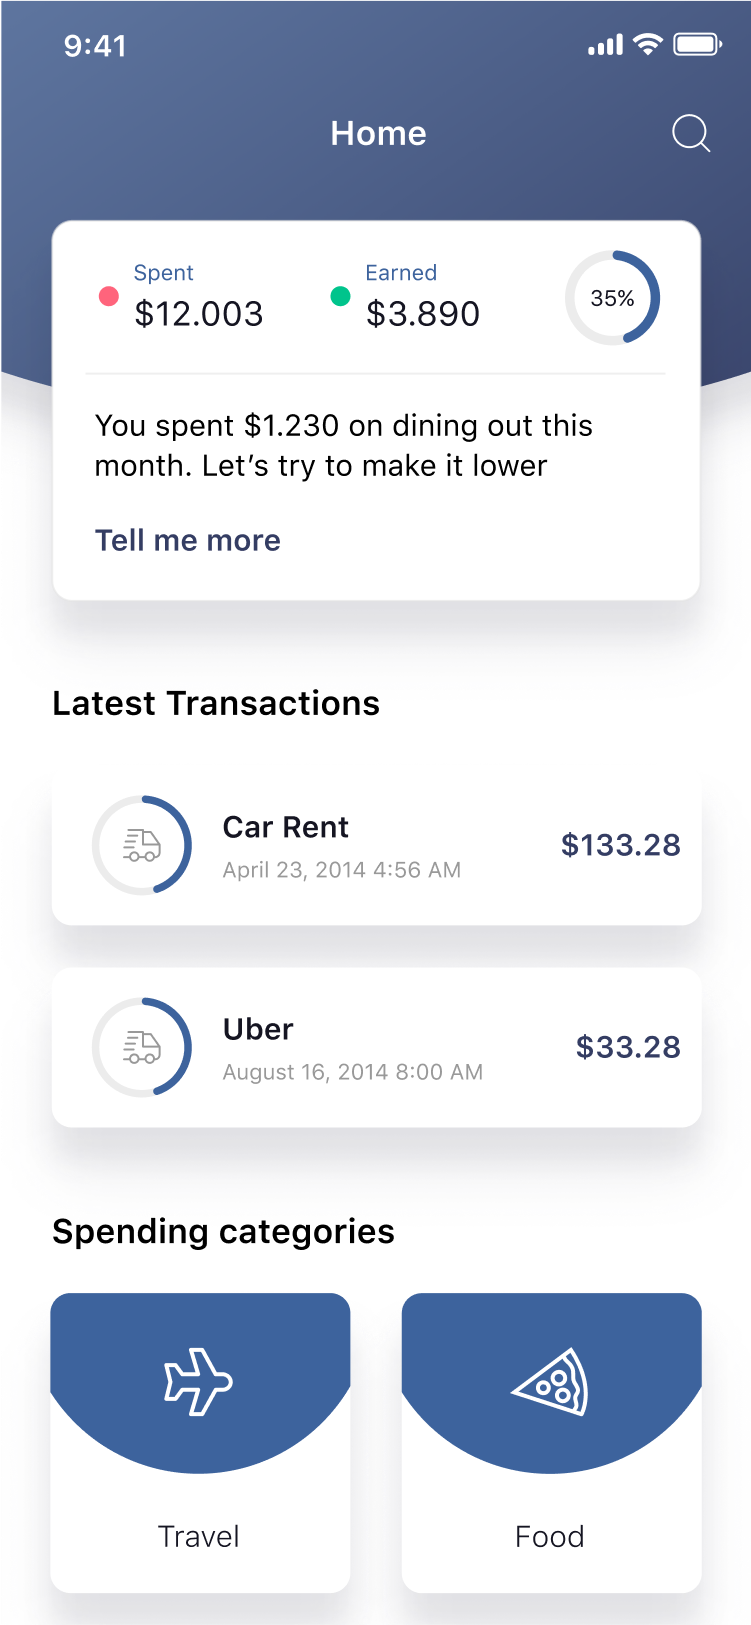 9:41
Home
Spent
$12.003
Earned
$3.890
35%
You spent $1.230 on dining out this
month. Let’s try to make it lower
Tell me more
Latest Transactions
Car Rent
April 23, 2014 4:56 AM
$133.28
Uber
August 16, 2014 8:00 AM
$33.28
Spending categories
Travel
Food